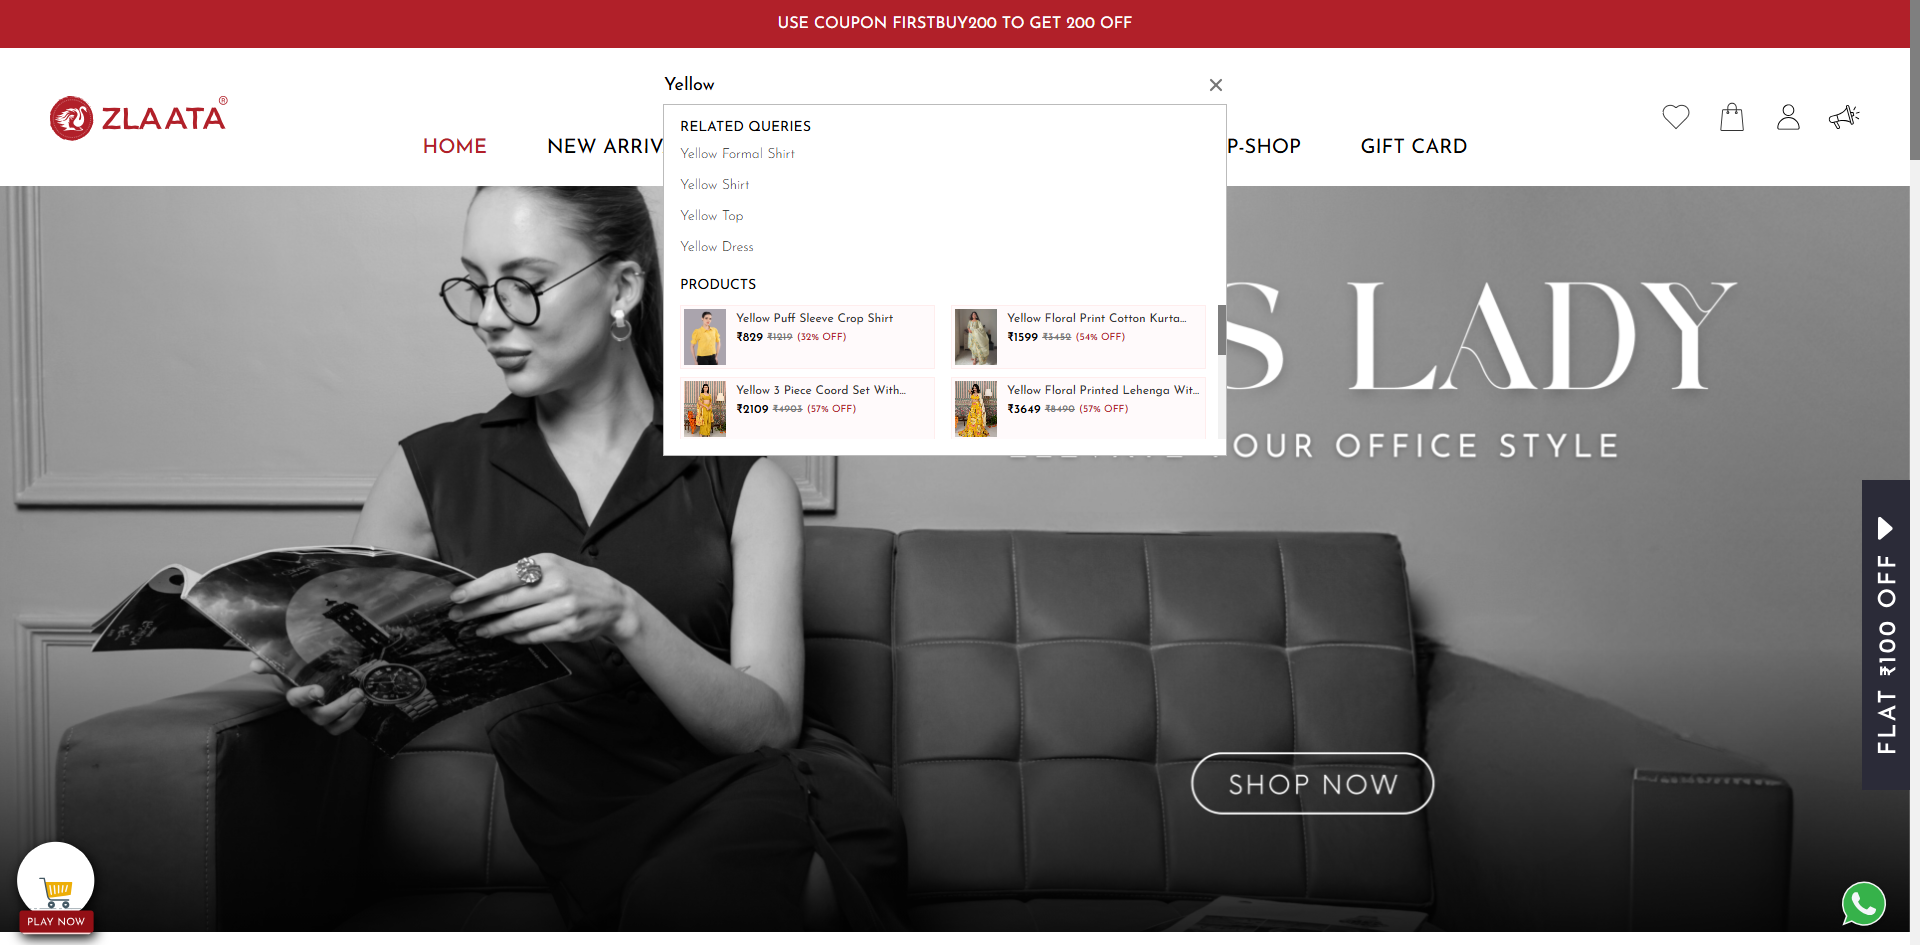 USE COUPON FIRSTBUY200 TO GET 200 OFF
ZLAATA®
Yellow
HOME
NEW ARRIV
P-SHOP
GIFT CARD
RELATED QUERIES
Yellow Formal Shirt
Yellow Shirt
Yellow Top
Yellow Dress
PRODUCTS
Yellow Puff Sleeve Crop Shirt
₹829 ₹1219 (32% OFF)
Yellow Floral Print Cotton Kurta...
₹1599 ₹3452 (54% OFF)
Yellow 3 Piece Coord Set With...
₹2109 ₹4903 (57% OFF)
Yellow Floral Printed Lehenga Wit...
₹3649 ₹8490 (57% OFF)
S LADY
OUR OFFICE STYLE
SHOP NOW
FLAT ₹100 OFF
PLAY NOW